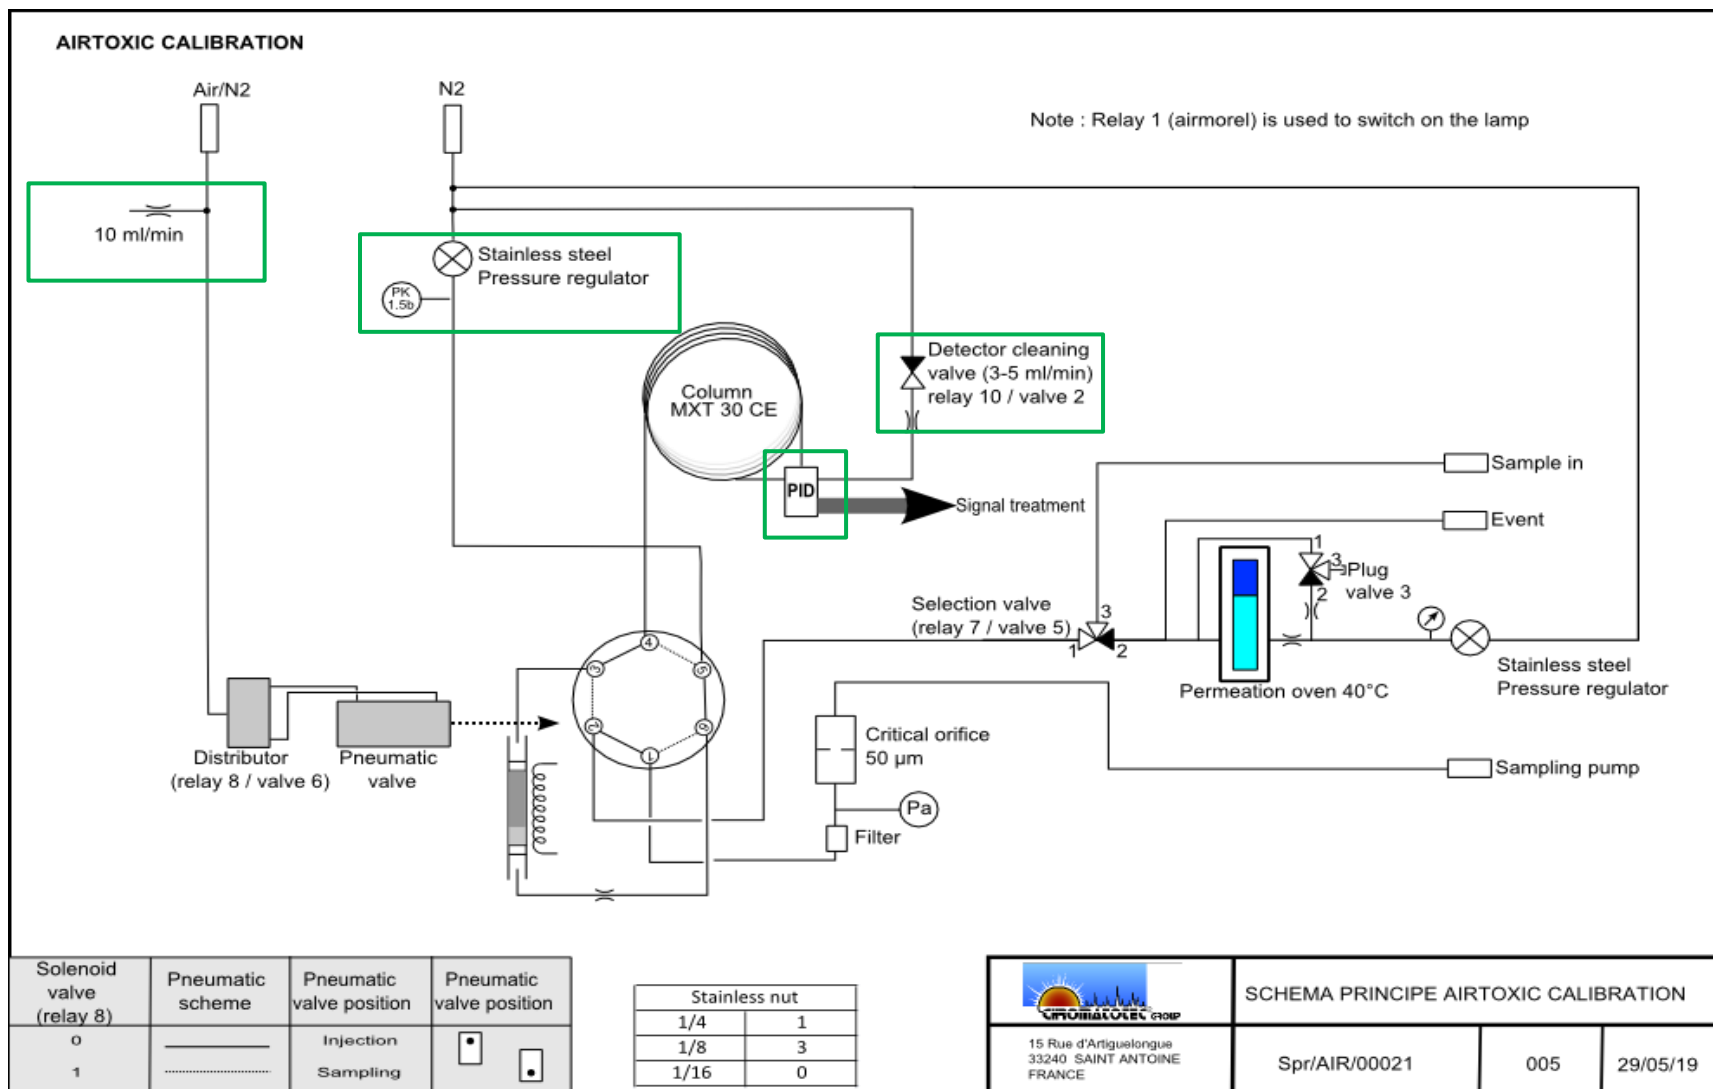 AIRTOXIC CALIBRATION
Air/N2
N2
Note : Relay 1 (airmorel) is used to switch on the lamp
10 ml/min
Stainless steel
Pressure regulator
PK
1.5b
Detector cleaning
valve (3-5 ml/min)
relay 10 / valve 2
Column
MXT 30 CE
PID
Signal treatment
Sample in
Event
1
3
Plug
valve 3
2
Selection valve
(relay 7 / valve 5)
3
1
2
Permeation oven 40°C
Stainless steel
Pressure regulator
4
3
5
2
6
1
Distributor
(relay 8 / valve 6)
Pneumatic
valve
Critical orifice
50 µm
Pa
Filter
Sampling pump
Solenoid
valve
(relay 8)
Pneumatic
scheme
Pneumatic
valve position
Pneumatic
valve position
0
Injection
1
Sampling
Stainless nut
1/4 1
1/8 3
1/16 0
CHROMATOTEC GROUP
15 Rue d'Artiguelongue
33240 SAINT ANTOINE
FRANCE
SCHEMA PRINCIPE AIRTOXIC CALIBRATION
Spr/AIR/00021
005
29/05/19